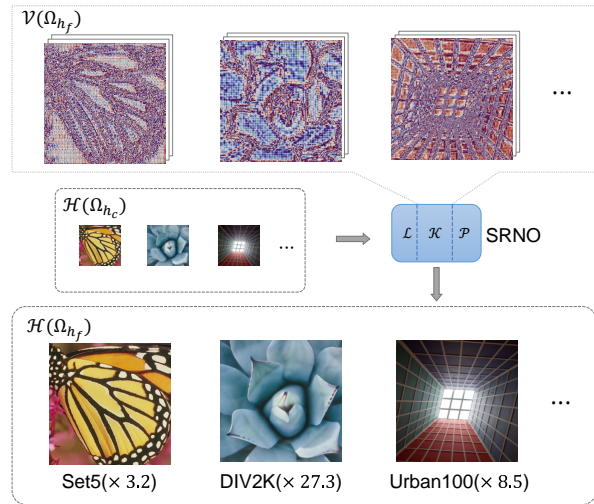 𝒱(Ω_{h_f})
...
ℋ(Ω_{h_c})
...
ℒ 𝒦 𝒫 SRNO
ℋ(Ω_{h_f})
...
Set5(× 3.2) DIV2K(× 27.3) Urban100(× 8.5)